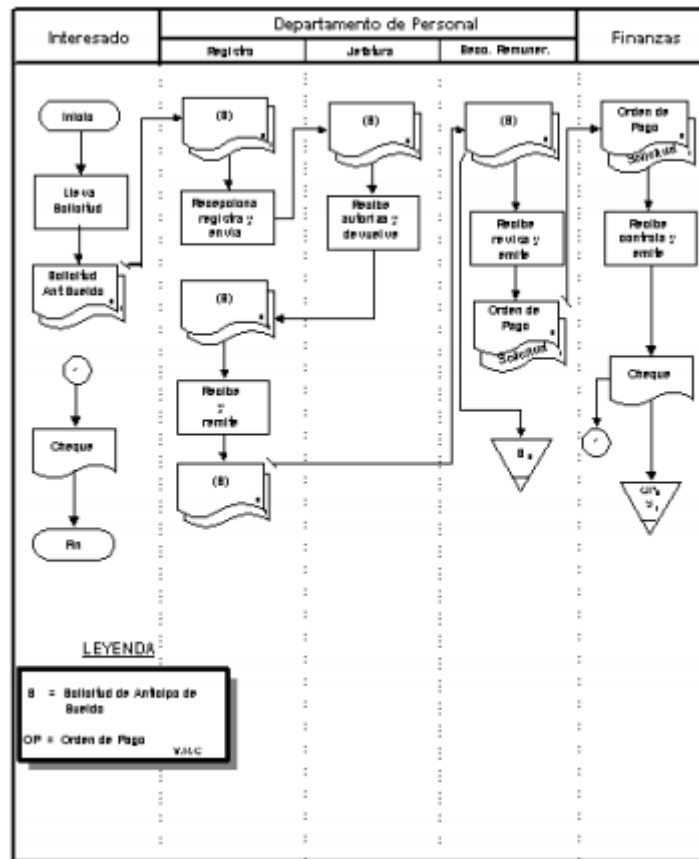 Interesado
Departamento de Personal
Finanzas
Registro
Jefatura
Secc. Remuner.
Inicio
Lleva
Solicitud
Solicitud
Ant.Sueldo
Cheque
Fin
(S)
Recepciona
registra y
envia
(S)
Recibe
y
remite
(S)
(S)
Recibe
autoriza y
devuelve
(S)
Recibe
revisa y
emite
Orden de
Pago
Solicitud
S
Orden de
Pago
Solicitud
Recibe
controla y
emite
Cheque
OP
LEYENDA
S = Solicitud de Anticipo de
Sueldo
OP = Orden de Pago